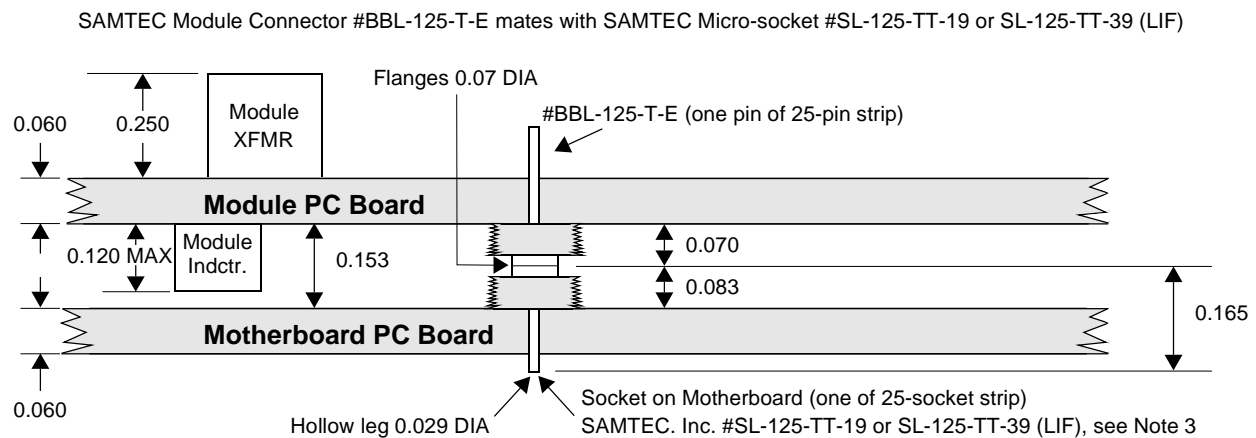 SAMTEC Module Connector #BBL-125-T-E mates with SAMTEC Micro-socket #SL-125-TT-19 or SL-125-TT-39 (LIF)
Flanges 0.07 DIA
#BBL-125-T-E (one pin of 25-pin strip)
0.060
0.250
Module
XFMR
Module PC Board
0.120 MAX
Module
Indctr.
0.153
0.070
0.083
0.165
Motherboard PC Board
0.060
Hollow leg 0.029 DIA
Socket on Motherboard (one of 25-socket strip)
SAMTEC. Inc. #SL-125-TT-19 or SL-125-TT-39 (LIF), see Note 3